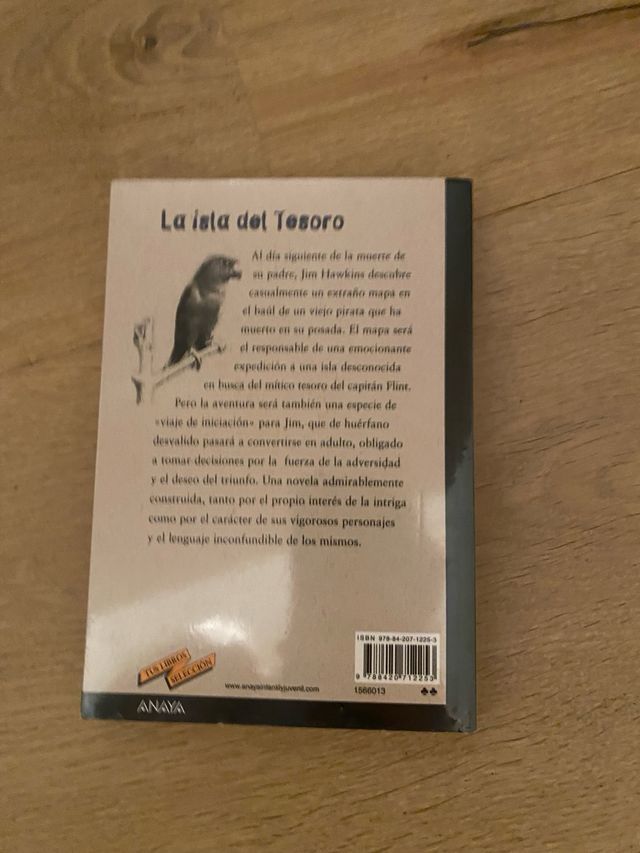 La isla del Tesoro
Al día siguiente de la muerte de
su padre, Jim Hawkins descubre
casualmente un extraño mapa en
el baúl de un viejo pirata que ha
muerto en su posada. El mapa será
el responsable de una emocionante
expedición a una isla desconocida
en busca del mítico tesoro del capitán Flint.
Pero la aventura será también una especie de
«viaje de iniciación» para Jim, que de huérfano
desvalido pasará a convertirse en adulto, obligado
a tomar decisiones por la fuerza de la adversidad
y el deseo del triunfo. Una novela admirablemente
construida, tanto por el propio interés de la intriga
como por el carácter de sus vigorosos personajes
y el lenguaje inconfundible de los mismos.
ISBN 978-84-207-1225-3
9 788420 712253
TUS LIBROS
SELECCIÓN
www.anayainfantilyjuvenil.com
1566013
ANAYA